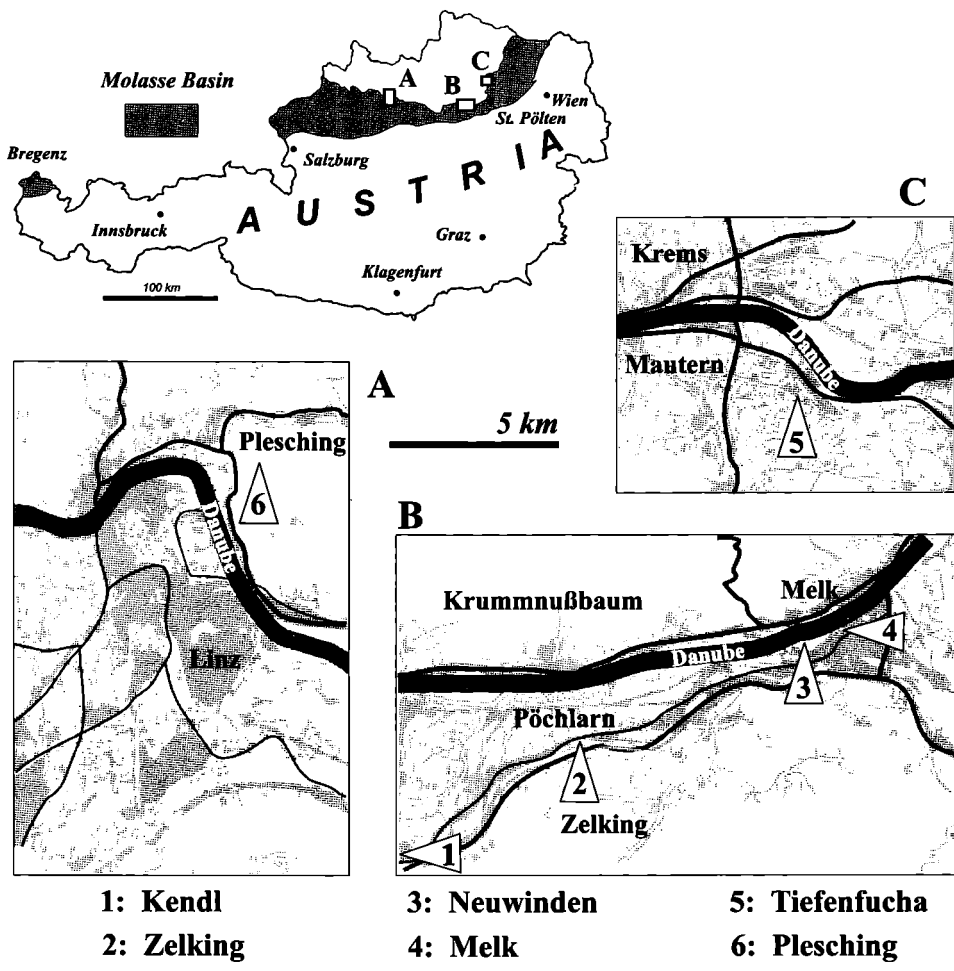 Molasse Basin
A
B
C
Wien
St. Pölten
Bregenz
Salzburg
AUSTRIA
Innsbruck
Graz
Klagenfurt
100 km
C
Krems
Danube
Mautern
5
A
5 km
Plesching
6
Danube
Linz
B
Krummnußbaum
Melk
4
Danube
3
Pöchlarn
2
Zelking
1
1: Kendl
2: Zelking
3: Neuwinden
4: Melk
5: Tiefenfucha
6: Plesching